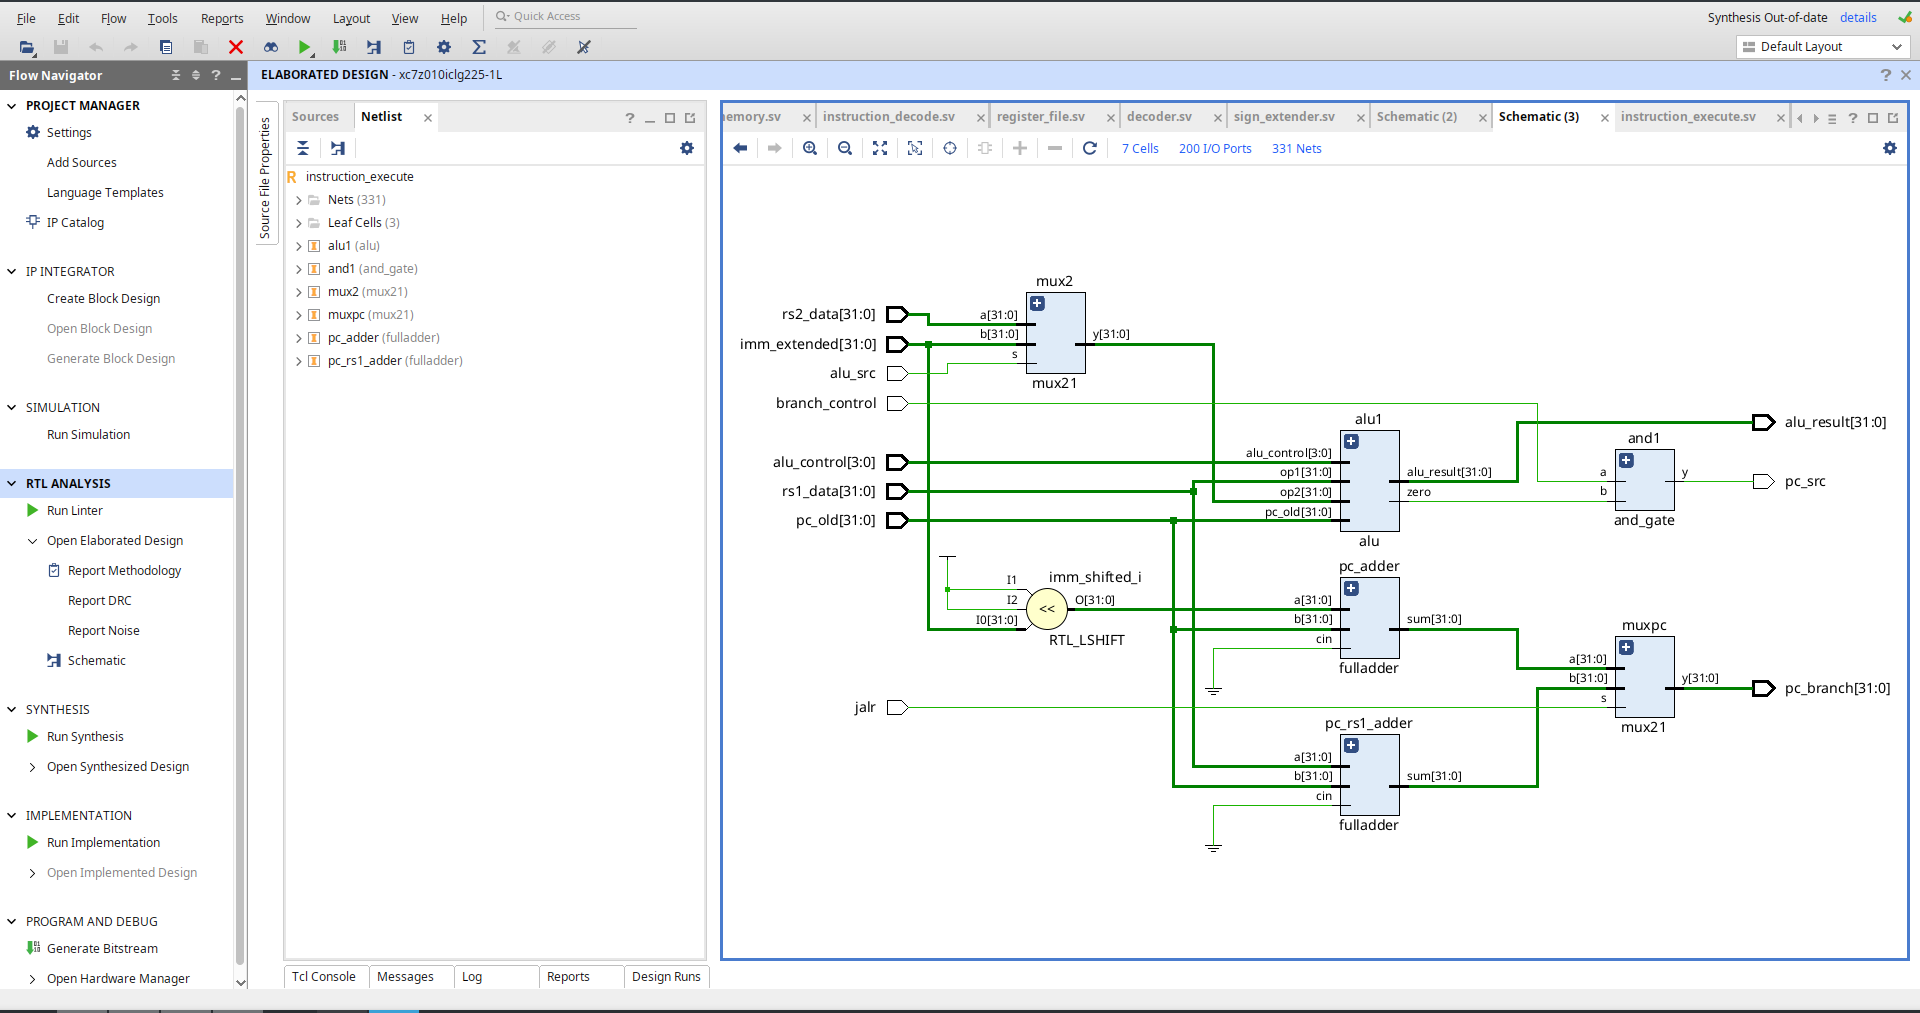 File Edit Flow Tools Reports Window Layout View Help Quick Access
Synthesis Out-of-date details
Default Layout
Flow Navigator
ELABORATED DESIGN - xc7z010iclg225-1L
PROJECT MANAGER
Settings
Add Sources
Language Templates
IP Catalog
IP INTEGRATOR
Create Block Design
Open Block Design
Generate Block Design
SIMULATION
Run Simulation
RTL ANALYSIS
Run Linter
Open Elaborated Design
Report Methodology
Report DRC
Report Noise
Schematic
SYNTHESIS
Run Synthesis
Open Synthesized Design
IMPLEMENTATION
Run Implementation
Open Implemented Design
PROGRAM AND DEBUG
Generate Bitstream
Open Hardware Manager
Source File Properties
Sources Netlist
R instruction_execute
Nets (331)
Leaf Cells (3)
alu1 (alu)
and1 (and_gate)
mux2 (mux21)
muxpc (mux21)
pc_adder (fulladder)
pc_rs1_adder (fulladder)
Tcl Console Messages Log Reports Design Runs
emory.sv instruction_decode.sv register_file.sv decoder.sv sign_extender.sv Schematic (2) Schematic (3) instruction_execute.sv
7 Cells 200 I/O Ports 331 Nets
mux2
rs2_data[31:0]
a[31:0]
imm_extended[31:0]
b[31:0]
y[31:0]
s
alu_src
mux21
branch_control
alu1
alu_result[31:0]
and1
alu_control[3:0]
alu_control[3:0]
op1[31:0]
alu_result[31:0]
a
y
pc_src
rs1_data[31:0]
op2[31:0]
zero
b
pc_old[31:0]
pc_old[31:0]
and_gate
alu
pc_adder
I1
imm_shifted_i
I2
<<
O[31:0]
a[31:0]
I0[31:0]
b[31:0]
sum[31:0]
RTL_LSHIFT
cin
fulladder
muxpc
a[31:0]
b[31:0]
y[31:0]
pc_branch[31:0]
s
jalr
mux21
pc_rs1_adder
a[31:0]
b[31:0]
sum[31:0]
cin
fulladder